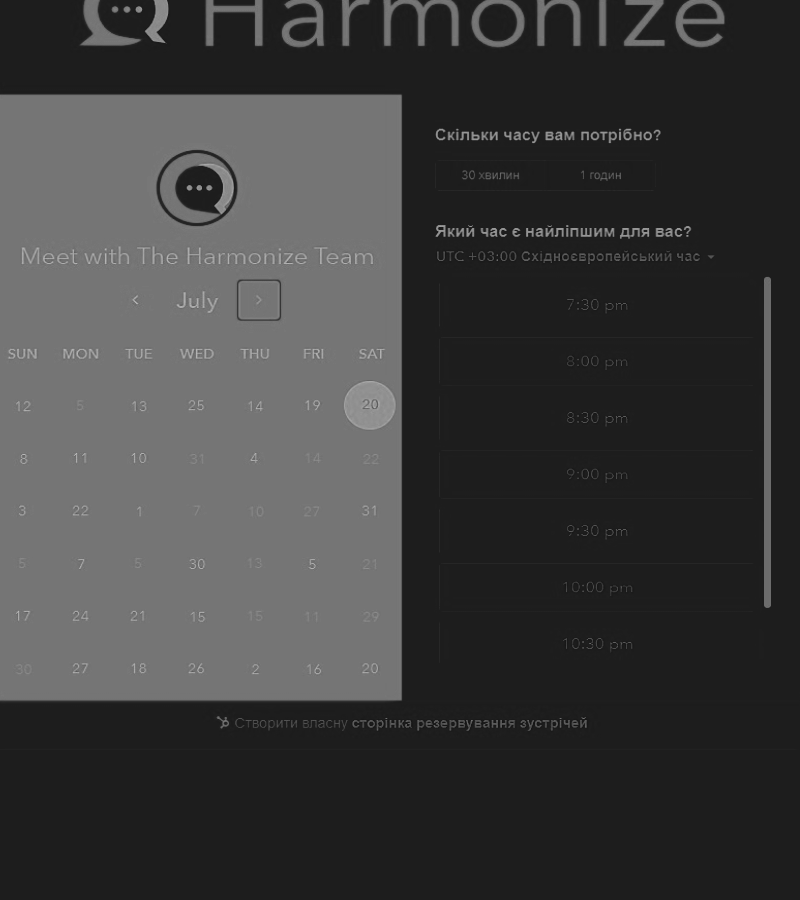 Harmonize
Meet with The Harmonize Team
July
SUN MON TUE WED THU FRI SAT
12 5 13 25 14 19 20
8 11 10 31 4 14 22
3 22 1 7 10 27 31
5 7 5 30 13 5 21
17 24 21 15 15 11 29
30 27 18 26 2 16 20
Скільки часу вам потрібно?
30 хвилин 1 годин
Який час є найліпшим для вас?
UTC +03:00 Східноєвропейський час
7:30 pm
8:00 pm
8:30 pm
9:00 pm
9:30 pm
10:00 pm
10:30 pm
Створити власну сторінка резервування зустрічей